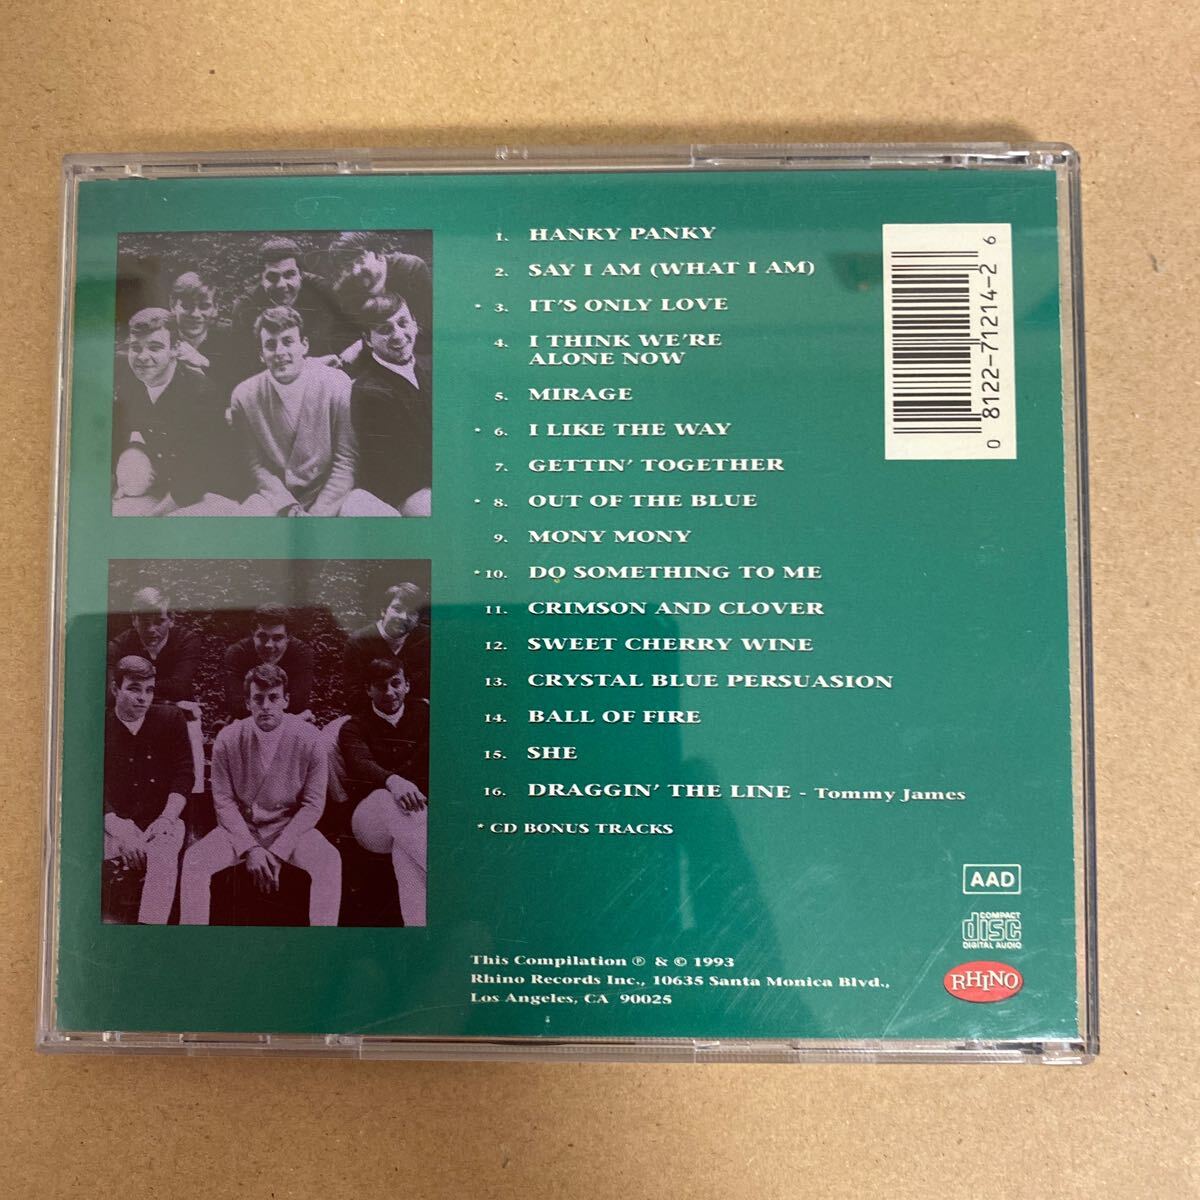 1. HANKY PANKY
2. SAY I AM (WHAT I AM)
* 3. IT'S ONLY LOVE
4. I THINK WE'RE
ALONE NOW
5. MIRAGE
* 6. I LIKE THE WAY
7. GETTIN' TOGETHER
* 8. OUT OF THE BLUE
9. MONY MONY
* 10. DO SOMETHING TO ME
11. CRIMSON AND CLOVER
12. SWEET CHERRY WINE
13. CRYSTAL BLUE PERSUASION
14. BALL OF FIRE
15. SHE
16. DRAGGIN' THE LINE - Tommy James
* CD BONUS TRACKS
0 8122-71214-2 6
AAD
COMPACT
disc
DIGITAL AUDIO
RHINO
This Compilation ℗ & © 1993
Rhino Records Inc., 10635 Santa Monica Blvd.,
Los Angeles, CA 90025